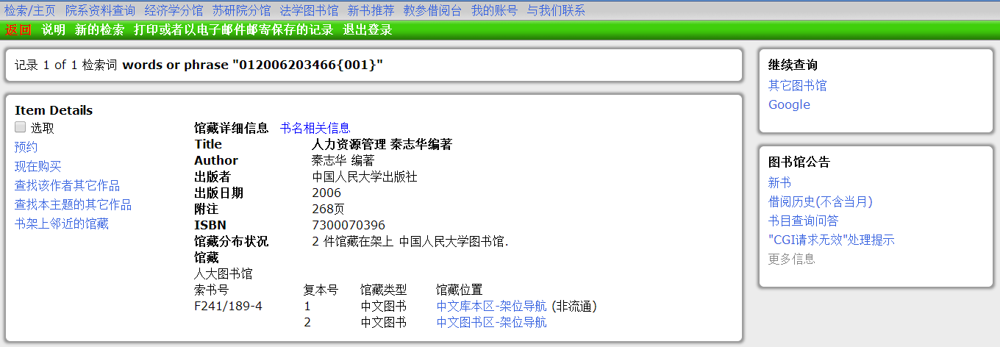 检索/主页 院系资料查询 经济学分馆 苏研院分馆 法学图书馆 新书推荐 教参借阅台 我的账号 与我们联系
返回 说明 新的检索 打印或者以电子邮件邮寄保存的记录 退出登录
记录 1 of 1 检索词 words or phrase "012006203466{001}"
Item Details
选取
预约
现在购买
查找该作者其它作品
查找本主题的其它作品
书架上邻近的馆藏
馆藏详细信息 书名相关信息
Title 人力资源管理 秦志华编著
Author 秦志华 编著
出版者 中国人民大学出版社
出版日期 2006
附注 268页
ISBN 7300070396
馆藏分布状况 2 件馆藏在架上 中国人民大学图书馆.
馆藏
人大图书馆
索书号 复本号 馆藏类型 馆藏位置
F241/189-4 1 中文图书 中文库本区-架位导航 (非流通)
2 中文图书 中文图书区-架位导航
继续查询
其它图书馆
Google
图书馆公告
新书
借阅历史(不含当月)
书目查询问答
"CGI请求无效"处理提示
更多信息